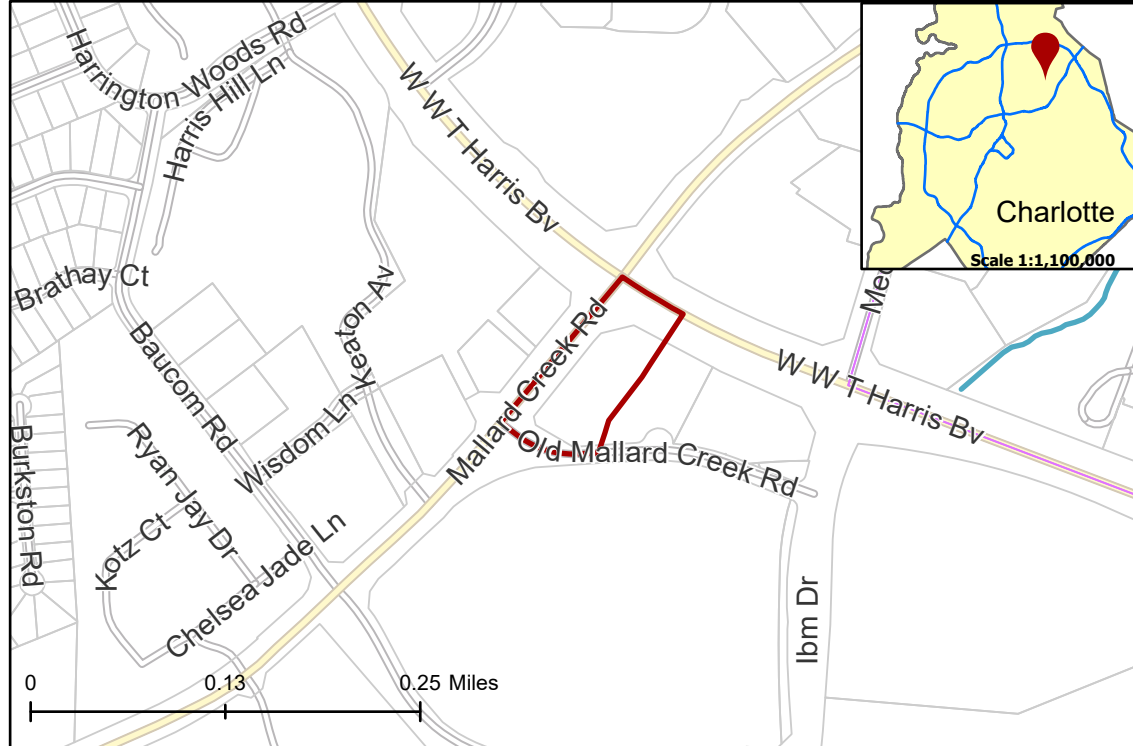 Harrington Woods Rd
Harris Hill Ln
W W T Harris Bv
Charlotte
Scale 1:1,100,000
Brathay Ct
Keaton Av
Baucom Rd
Mallard Creek Rd
W W T Harris Bv
Wisdom Ln
Burkston Rd
Ryan Jay Dr
Old Mallard Creek Rd
Kotz Ct
Chelsea Jade Ln
Ibm Dr
0
0.13
0.25 Miles